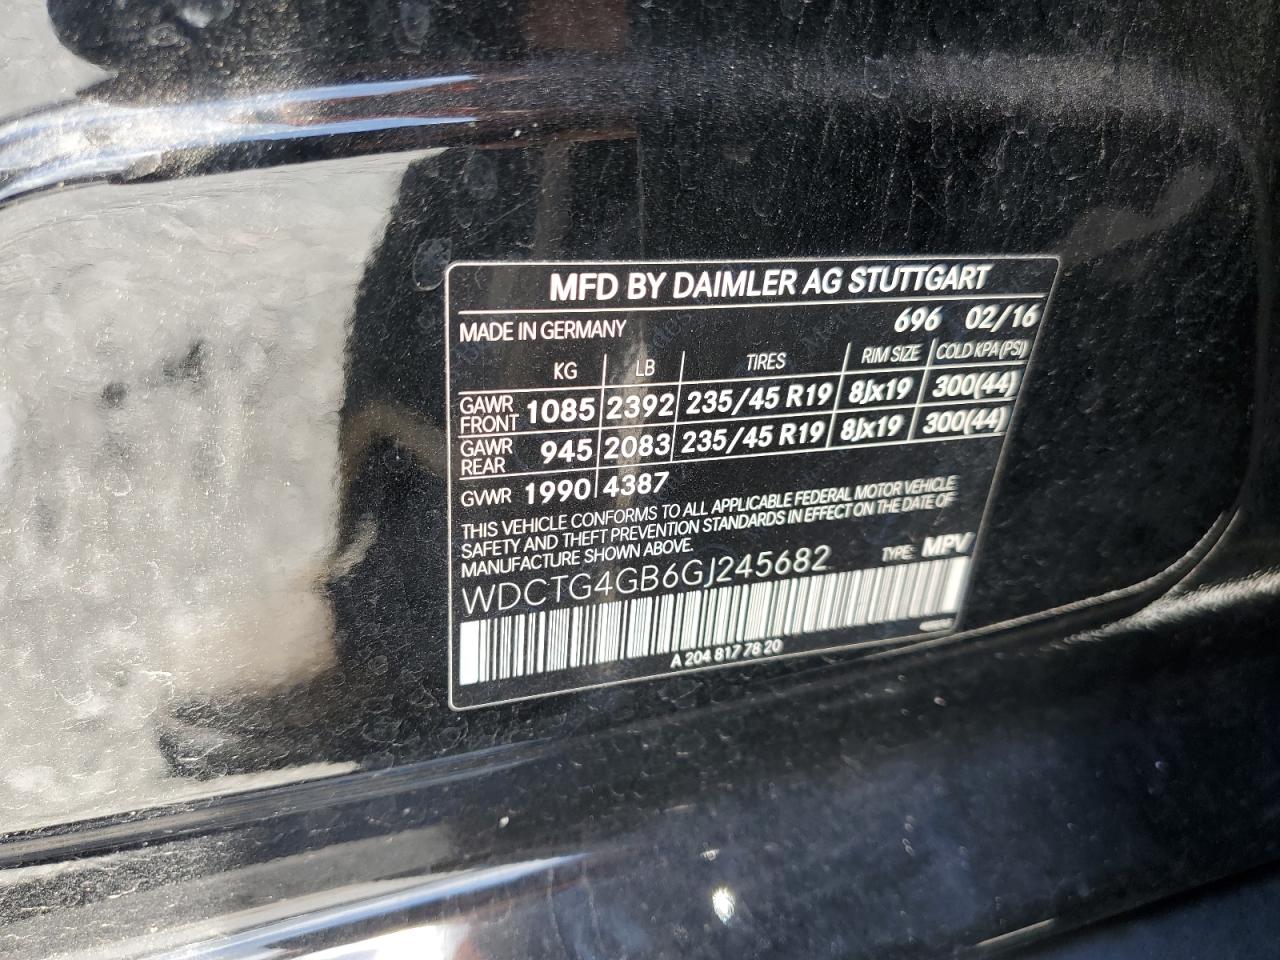 MFD BY DAIMLER AG STUTTGART
MADE IN GERMANY 696 02/16
KG LB TIRES RIM SIZE COLD KPA (PSI)
GAWR FRONT 1085 2392 235/45 R19 8Jx19 300(44)
GAWR REAR 945 2083 235/45 R19 8Jx19 300(44)
GVWR 1990 4387
THIS VEHICLE CONFORMS TO ALL APPLICABLE FEDERAL MOTOR VEHICLE
SAFETY AND THEFT PREVENTION STANDARDS IN EFFECT ON THE DATE OF
MANUFACTURE SHOWN ABOVE.
WDCTG4GB6GJ245682 TYPE: MPV
A 204 817 78 20